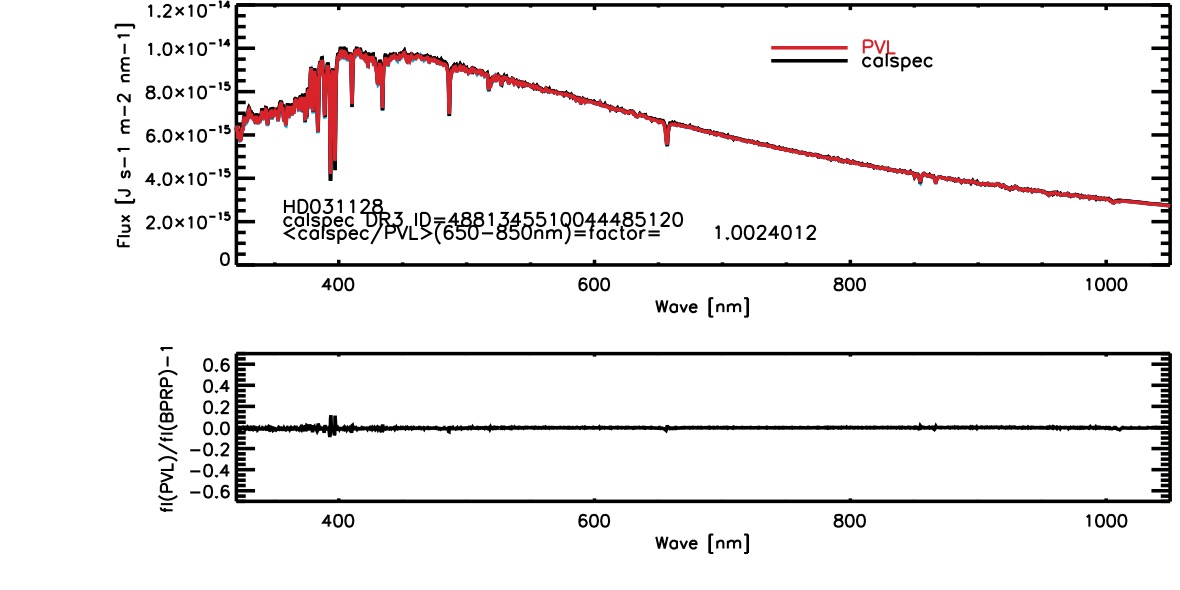 1.2×10−14
1.0×10−14
8.0×10−15
6.0×10−15
4.0×10−15
2.0×10−15
0
Flux [J s−1 m−2 nm−1]
PVL
calspec
HD031128
calspec DR3 ID=4881345510044485120
<calspec/PVL>(650−850nm)=factor= 1.0024012
400 600 800 1000
Wave [nm]
0.6
0.4
0.2
0.0
−0.2
−0.4
−0.6
fl(PVL)/fl(BPRP)−1
400 600 800 1000
Wave [nm]